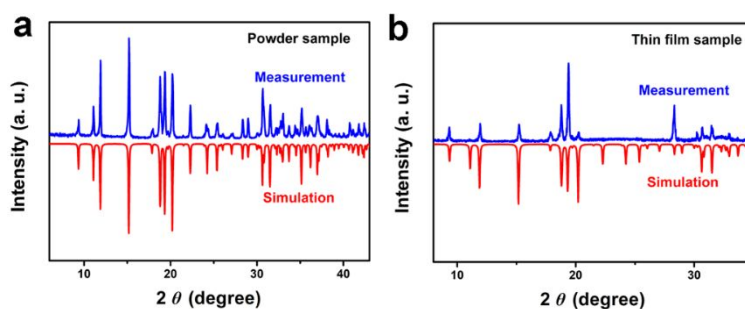 a
Powder sample
Measurement
Simulation
Intensity (a. u.)
10 20 30 40
2 θ (degree)
b
Thin film sample
Measurement
Simulation
Intensity (a. u.)
10 20 30
2 θ (degree)